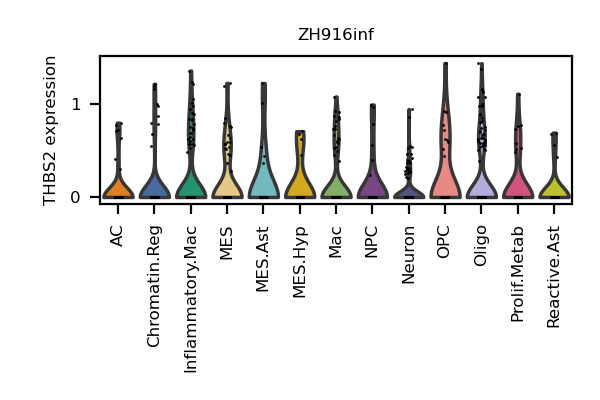 ZH916inf
THBS2 expression
1
0
AC
Chromatin.Reg
Inflammatory.Mac
MES
MES.Ast
MES.Hyp
Mac
NPC
Neuron
OPC
Oligo
Prolif.Metab
Reactive.Ast